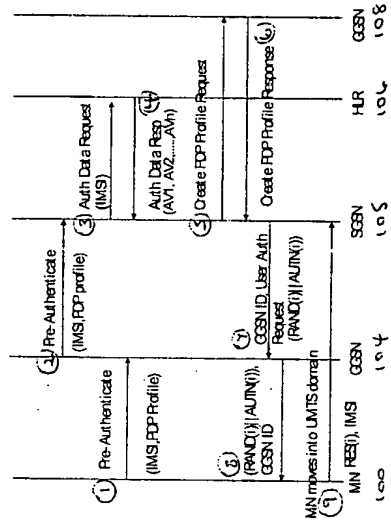 ① Pre-Authenticate
(IMSI,PDP Profile)
② Pre-Authenticate
(IMSI,PDP profile)
③ Auth Data Request
(IMSI)
④
Auth Data Resp
(AV1, AV2,......,AVn)
⑤ Create PDP Profile Request
Create PDP Profile Response ⑥
⑦
GGSN ID, User Auth
Request
(RAND(i)||AUTN(i))
⑧
(RAND(i)||AUTN(i))
GGSN ID
MN moves into UMTS domain
⑨ RES(i), IMSI
MN GGSN SGSN HLR GGSN
100 104 105 106 108